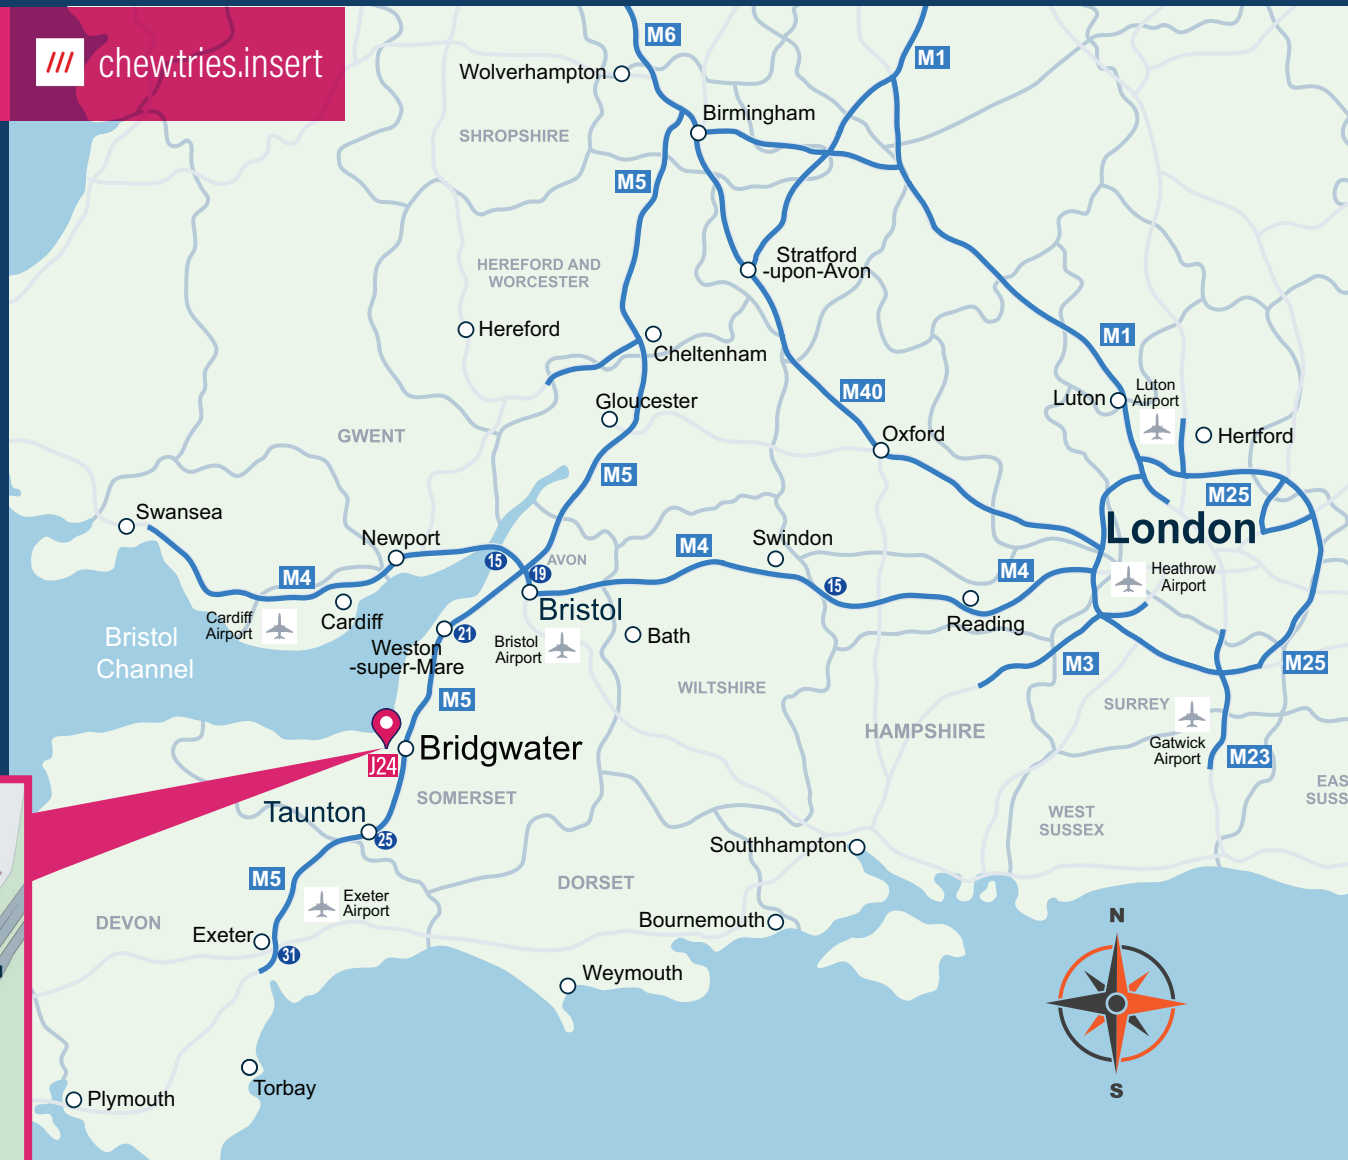 /// chew.tries.insert
M6
M1
Wolverhampton
Birmingham
SHROPSHIRE
M5
Stratford
-upon-Avon
HEREFORD AND
WORCESTER
Hereford
M1
Cheltenham
M40
Luton
Luton
Airport
Gloucester
GWENT
Oxford
Hertford
M5
M25
Swansea
London
Newport
Swindon
M4
15
AVON
19
M4
Heathrow
Airport
M4
15
Cardiff
Airport
Cardiff
Bristol
Reading
Bristol
Channel
21
Bristol
Airport
Bath
Weston
-super-Mare
M3
M25
WILTSHIRE
M5
SURREY
HAMPSHIRE
Gatwick
Airport
Bridgwater
M23
J24
EAS
SUSS
SOMERSET
Taunton
WEST
SUSSEX
25
Southhampton
M5
DORSET
Exeter
Airport
DEVON
Bournemouth
N
Exeter
31
Weymouth
Torbay
S
Plymouth